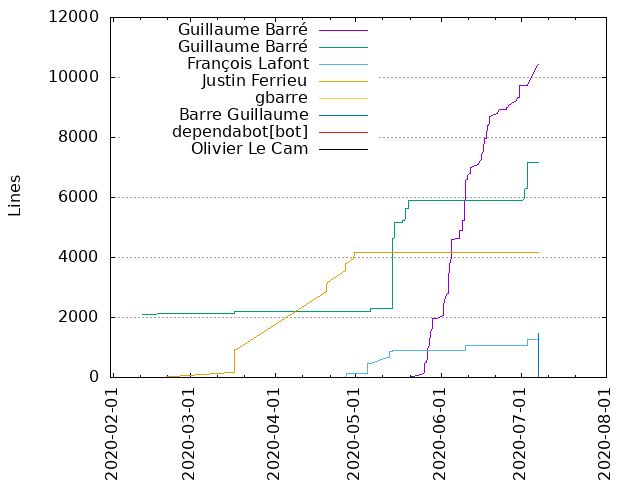 Guillaume Barré
Guillaume Barré
François Lafont
Justin Ferrieu
gbarre
Barre Guillaume
dependabot[bot]
Olivier Le Cam
Lines
12000
10000
8000
6000
4000
2000
0
2020-02-01
2020-03-01
2020-04-01
2020-05-01
2020-06-01
2020-07-01
2020-08-01